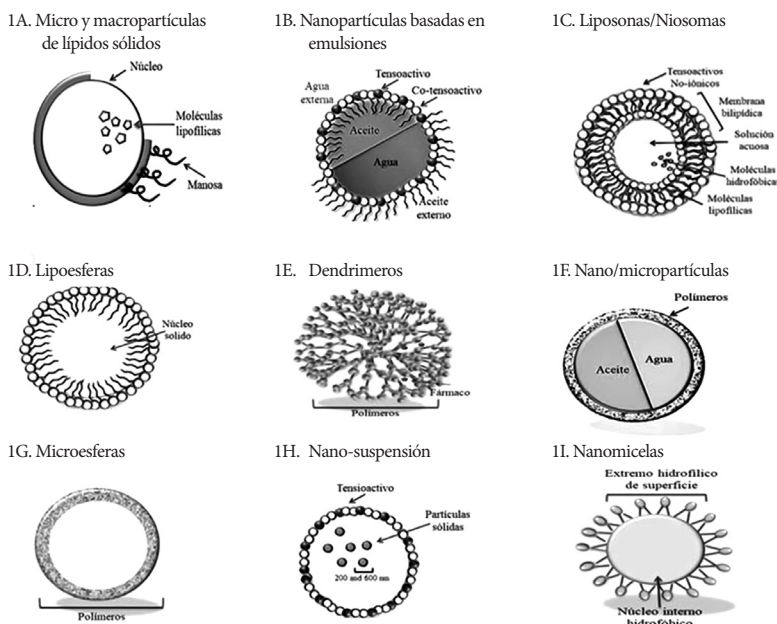 1A. Micro y macropartículas
de lípidos sólidos
Núcleo
Moléculas
lipofílicas
Manosa
1B. Nanopartículas basadas en
emulsiones
Tensoactivo
Agua
externa
Co-tensoactivo
Aceite
Agua
Aceite
externo
1C. Liposonas/Niosomas
Tensoactivos
No-iónicos
Membrana
bilipídica
Solución
acuosa
Moléculas
hidrofóbicas
Moléculas
lipofílicas
1D. Lipoesferas
Núcleo
solido
1E. Dendrimeros
Fármaco
Polímeros
1F. Nano/micropartículas
Polímeros
Aceite
Agua
1G. Microesferas
Polímeros
1H. Nano-suspensión
Tensioactivo
Partículas
sólidas
200 and 600 nm
1I. Nanomicelas
Extremo hidrofílico
de superficie
Núcleo interno
hidrofóbico